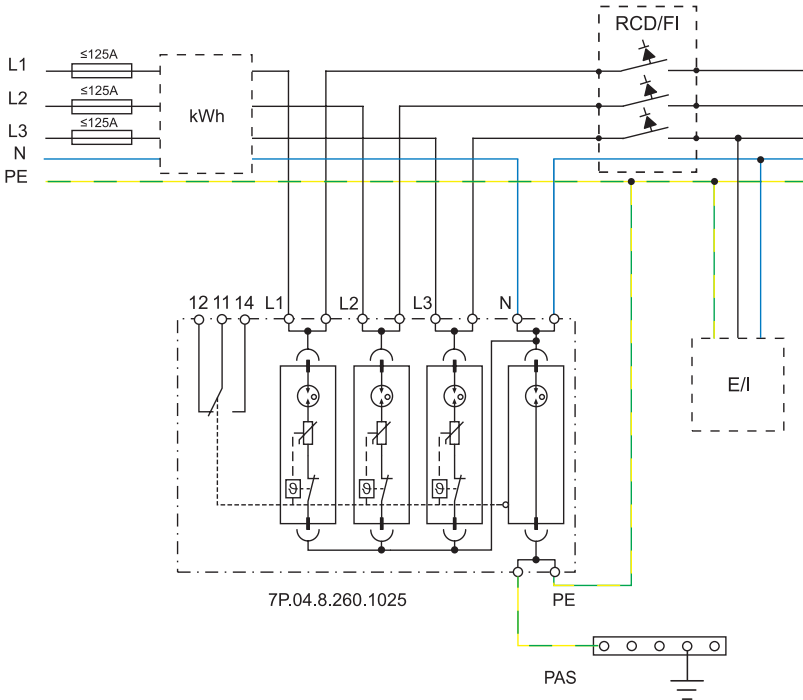 RCD/FI
L1
≤125A
L2
≤125A
kWh
L3
≤125A
N
PE
12 11 14 L1 L2 L3 N
E/I
ϑ ϑ ϑ
7P.04.8.260.1025
PE
PAS